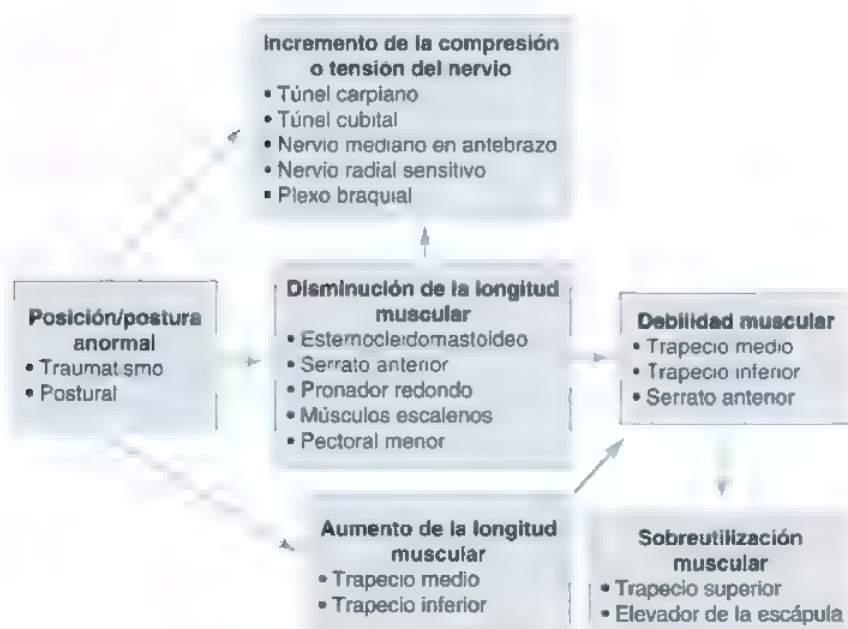 Incremento de la compresión
o tensión del nervio
• Túnel carpiano
• Túnel cubital
• Nervio mediano en antebrazo
• Nervio radial sensitivo
• Plexo braquial
Posición/postura
anormal
• Traumat smo
• Postural
Disminución de la longitud
muscular
• Esternocleidomastoideo
• Serrato anterior
• Pronador redondo
• Músculos escalenos
• Pectoral menor
Debilidad muscular
• Trapecio medio
• Trapecio inferior
• Serrato anterior
Aumento de la longitud
muscular
• Trapecio medio
• Trapecio inferior
Sobreutilización
muscular
• Trapecio superior
• Elevador de la escápula